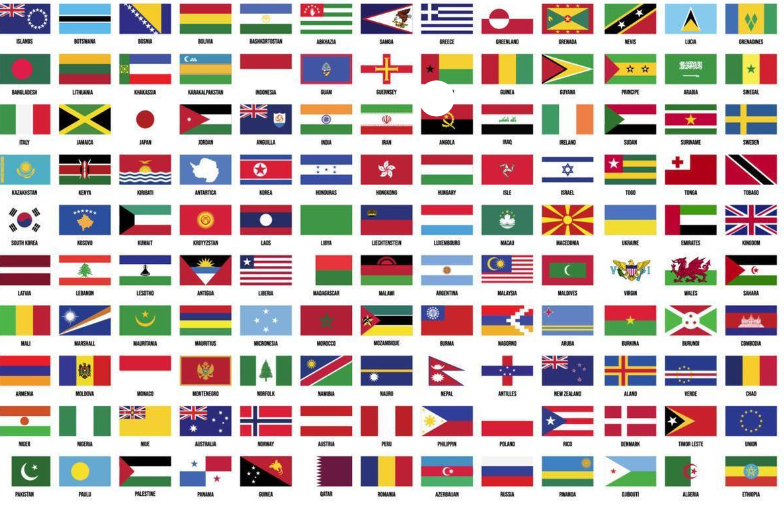 ISLANDS BOTSWANA BOSMIA BOLIVIA BASHKORTOSTAN ABKHAZIA SAMOA GREECE GREENLAND GRENADA NEVIS LUCIA GRENADINES
BANGLADESH LITHUANIA KHAKASSIA KARAKALPAKSTAN INDONESIA GUAM GUERNSEY GUINEA GUYANA PRINCIPE ARABIA SINEGAL
ITALY JAMAICA JAPAN JORDAN ANGUILLA INDIA IRAN ANGOLA IRAQ IRELAND SUDAN SURINAME SWEDEN
KAZAKHSTAN KENYA KIRIBATI ANTARTICA KOREA HONDURAS HONGKONG HUNGARY ISLE ISRAEL TOGO TONGA TOBAGO
SOUTH KOREA KOSOVO KUWAIT KRGYZSTAN LAOS LIBYA LIECHTENSTEIN LUXEMBOURG MACAU MACEDONIA UKRAINE EMIRATES KINGDOM
LATVIA LEBANON LESOTHO ANTIGUA LIBERIA MADAGASCAR MALAWI ARGENTINA MALAYSIA MALDIVES VIRGIN WALES SAHARA
MALI MARSHALL MAURITANIA MAURITIUS MICRONESIA MOROCCO MOZAMBIQUE BURMA NAGORNO ARUBA BURKINA BURUNDI COMBODIA
ARMENIA MOLDOVA MONACO MONTENEGRO NORFOLK NAMIBIA NAURU NEPAL ANTILLES NEW ZEALAND ALAND VERDE CHAD
NIGER NIGERIA NIUE AUSTRALIA NORWAY AUSTRIA PERU PHILIPPIN POLAND RICO DENMARK TIMOR LESTE UNION
PAKISTAN PAULU PALESTINE PANAMA GUINEA QATAR ROMANIA AZERBAIJAN RUSSIA RWANDA DJIBOUTI ALGERIA ETHIOPIA